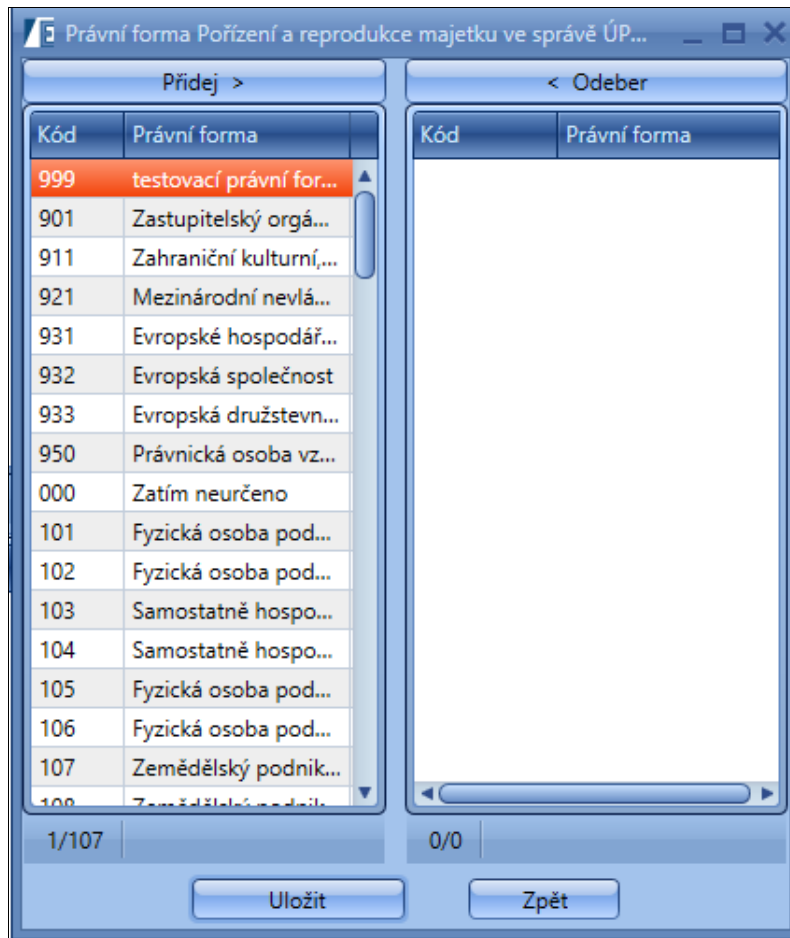 Právní forma Pořízení a reprodukce majetku ve správě ÚP...
Přidej >
< Odeber
Kód Právní forma
Kód Právní forma
999 testovací právní for...
901 Zastupitelský orgá...
911 Zahraniční kulturní,...
921 Mezinárodní nevlá...
931 Evropské hospodář...
932 Evropská společnost
933 Evropská družstevn...
950 Právnická osoba vz...
000 Zatím neurčeno
101 Fyzická osoba pod...
102 Fyzická osoba pod...
103 Samostatně hospo...
104 Samostatně hospo...
105 Fyzická osoba pod...
106 Fyzická osoba pod...
107 Zemědělský podnik...
108 Zemědělský podnik...
1/107
0/0
Uložit
Zpět